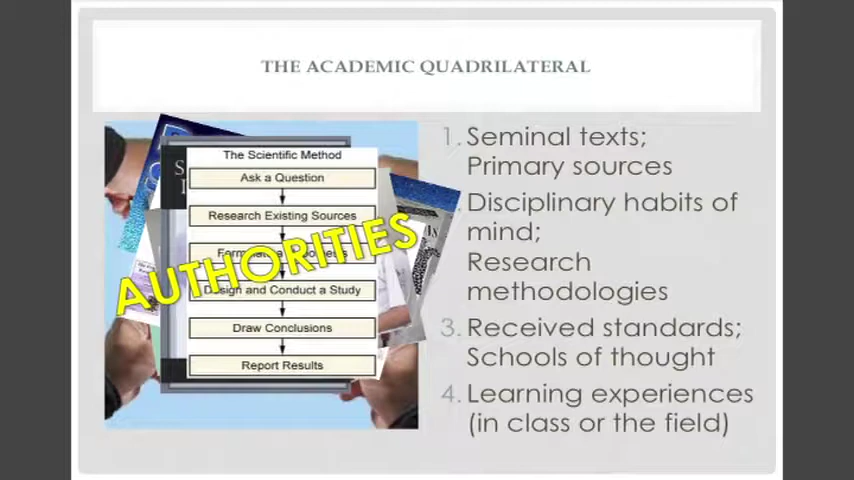 THE ACADEMIC QUADRILATERAL
The Scientific Method
Ask a Question
Research Existing Sources
Design and Conduct a Study
Draw Conclusions
Report Results
AUTHORITIES
1. Seminal texts;
Primary sources
Disciplinary habits of
mind;
Research
methodologies
3. Received standards;
Schools of thought
4. Learning experiences
(in class or the field)